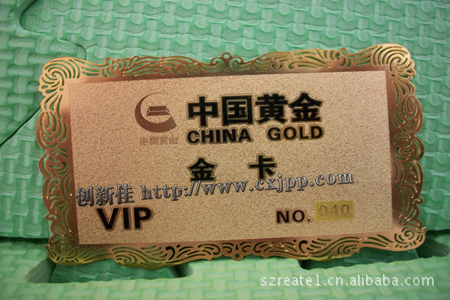 中国黄金
中国黄金
CHINA GOLD
金 卡
创新佳 http://www.cxjpp.com
VIP
NO. 040
szreate1.cn.alibaba.com